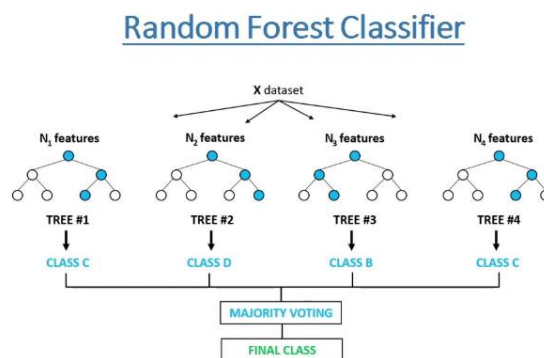 Random Forest Classifier
X dataset
N₁ features N₂ features N₃ features N₄ features
TREE #1 TREE #2 TREE #3 TREE #4
CLASS C CLASS D CLASS B CLASS C
MAJORITY VOTING
FINAL CLASS